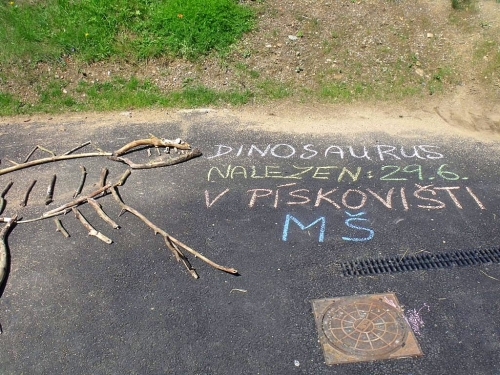 DINOSAURUS
NALEZEN: 29.6.
V PÍSKOVIŠTI
MŠ